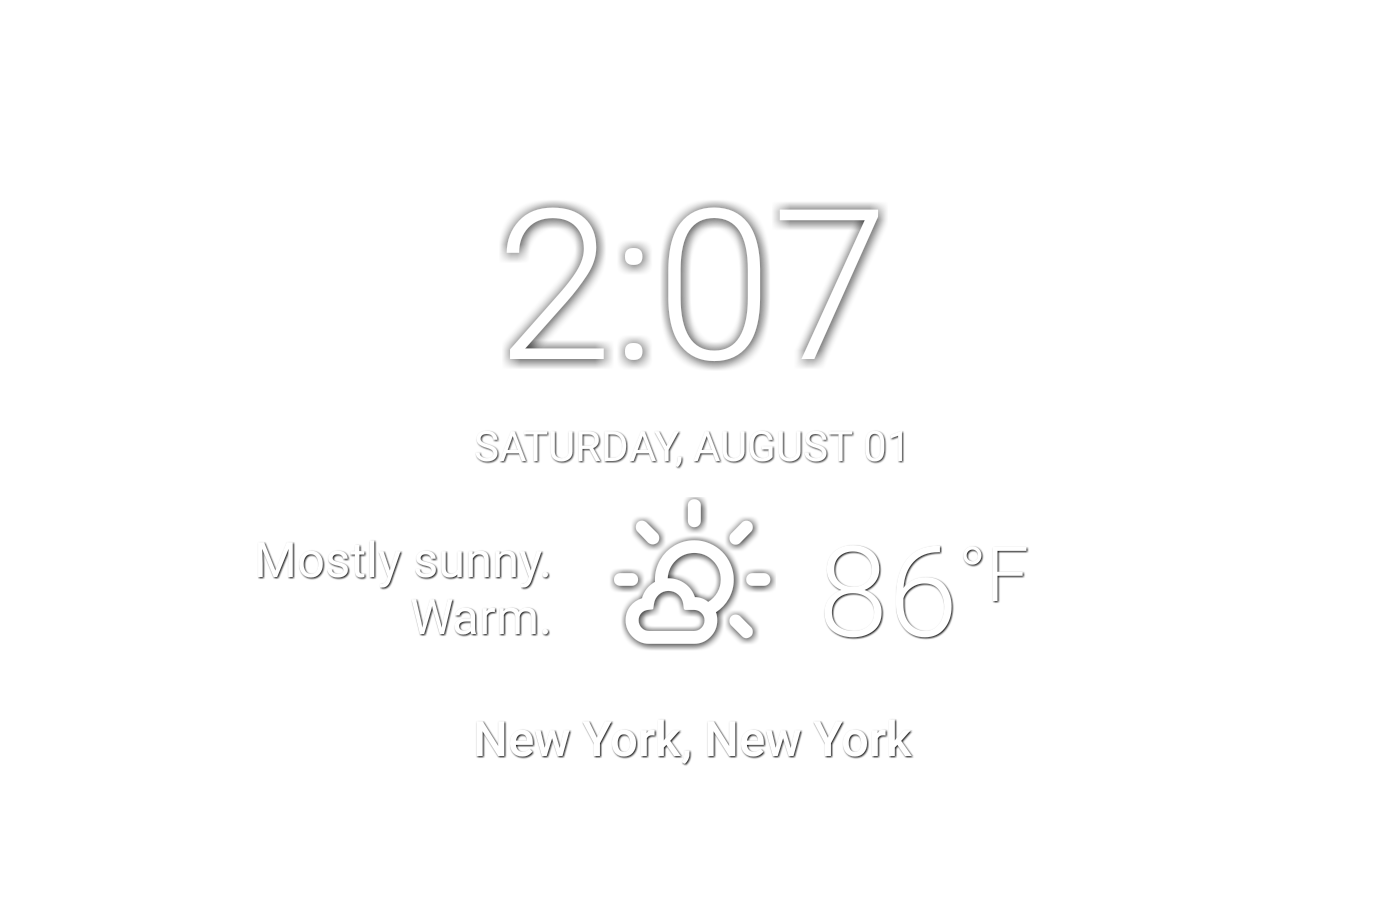 2:07
SATURDAY, AUGUST 01
Mostly sunny.
Warm.
86°F
New York, New York